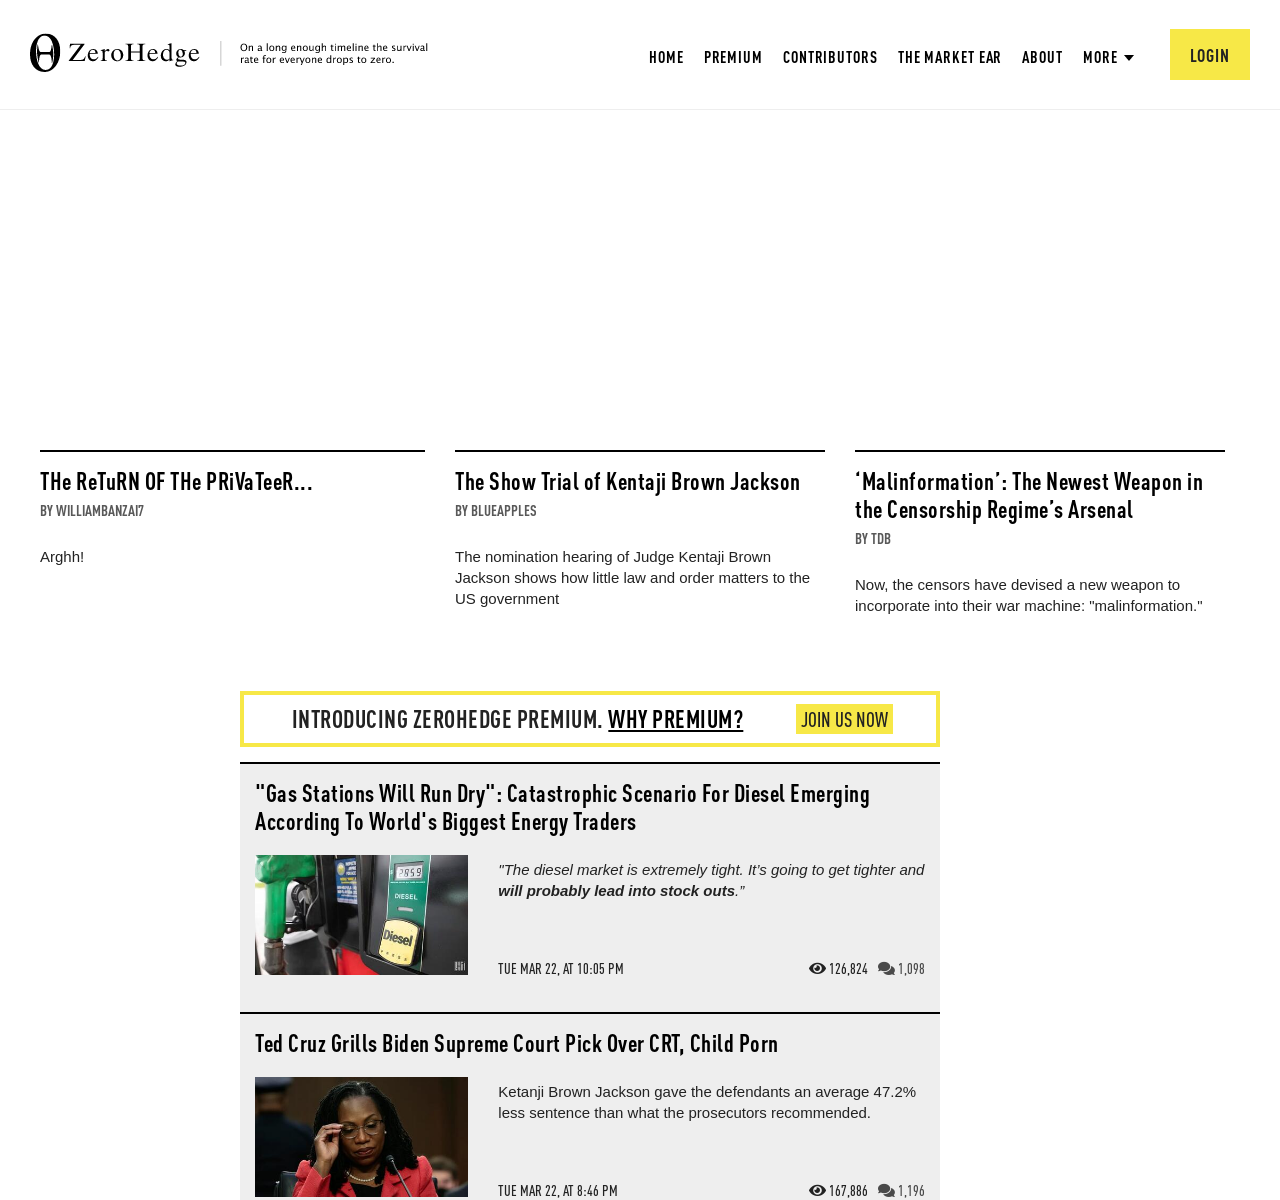 ZeroHedge
On a long enough timeline the survival
rate for everyone drops to zero.
HOME PREMIUM CONTRIBUTORS THE MARKET EAR ABOUT MORE LOGIN
THe ReTuRN OF THe PRiVaTeeR...
BY WILLIAMBANZAI7
Arghh!
The Show Trial of Kentaji Brown Jackson
BY BLUEAPPLES
The nomination hearing of Judge Kentaji Brown
Jackson shows how little law and order matters to the
US government
‘Malinformation’: The Newest Weapon in
the Censorship Regime’s Arsenal
BY TDB
Now, the censors have devised a new weapon to
incorporate into their war machine: "malinformation."
INTRODUCING ZEROHEDGE PREMIUM. WHY PREMIUM? JOIN US NOW
"Gas Stations Will Run Dry": Catastrophic Scenario For Diesel Emerging
According To World's Biggest Energy Traders
2859
DIESEL
Diesel
"The diesel market is extremely tight. It’s going to get tighter and
will probably lead into stock outs.”
TUE MAR 22, AT 10:05 PM 126,824 1,098
Ted Cruz Grills Biden Supreme Court Pick Over CRT, Child Porn
Ketanji Brown Jackson gave the defendants an average 47.2%
less sentence than what the prosecutors recommended.
TUE MAR 22, AT 8:46 PM 167,886 1,196